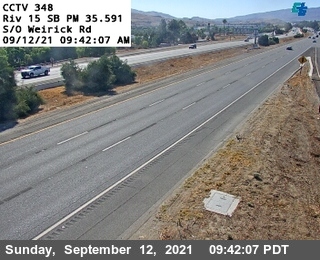 CCTV 348
Riv 15 SB PM 35.591
S/O Weirick Rd
09/12/21 09:42:07 AM
Sunday, September 12, 2021 09:42:07 PDT